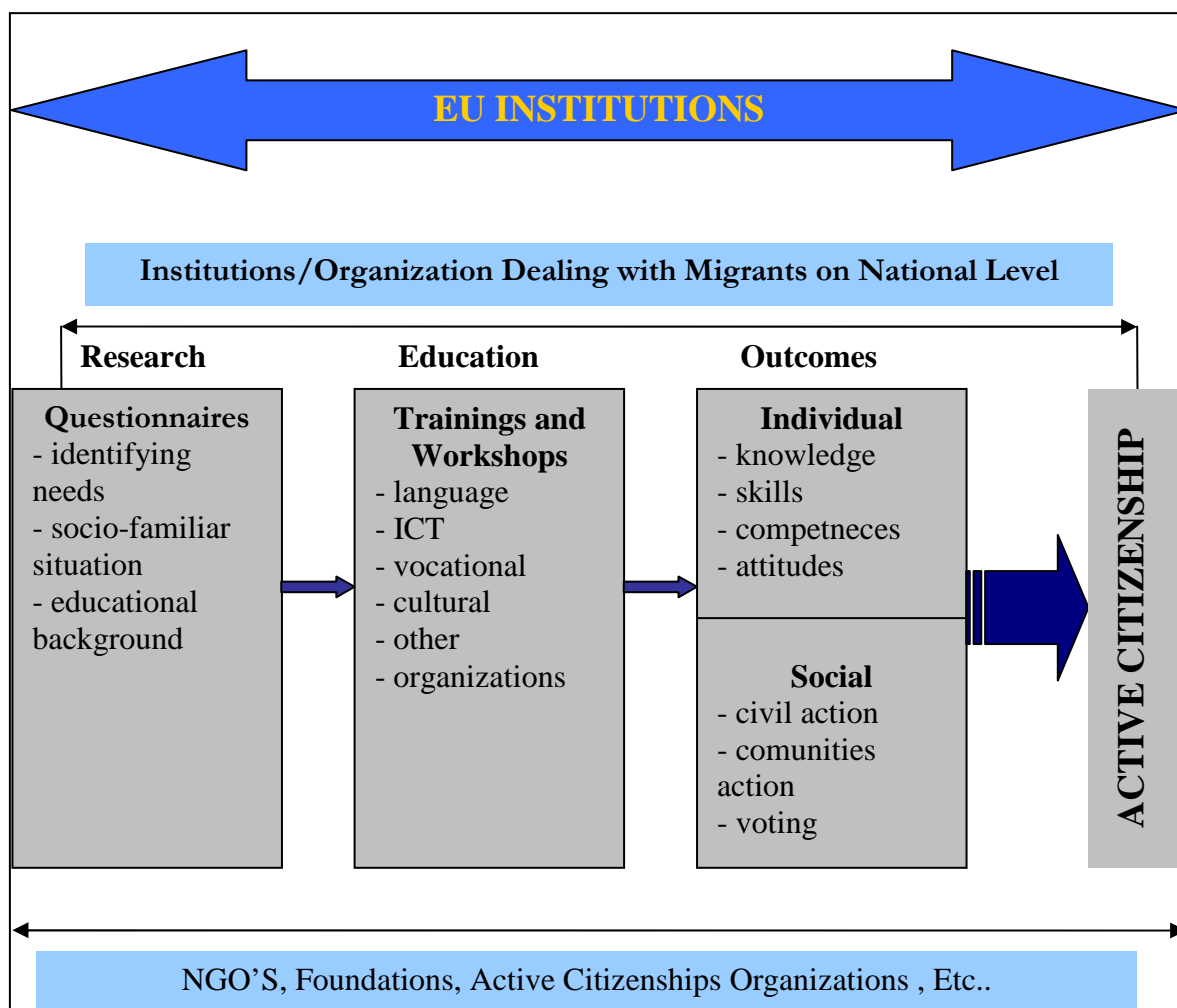 EU INSTITUTIONS
Institutions/Organization Dealing with Migrants on National Level
Research
Education
Outcomes
Questionnaires
- identifying
needs
- socio-familiar
situation
- educational
background
Trainings and
Workshops
- language
- ICT
- vocational
- cultural
- other
- organizations
Individual
- knowledge
- skills
- competneces
- attitudes
Social
- civil action
- comunities
action
- voting
ACTIVE CITIZENSHIP
NGO’S, Foundations, Active Citizenships Organizations , Etc..